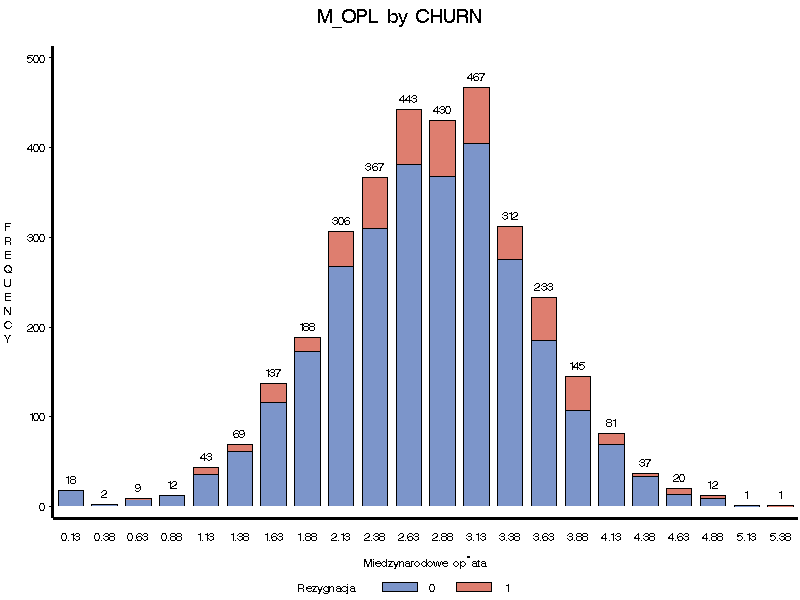 M_OPL by CHURN
FREQUENCY
500
400
300
200
100
0
18 2 9 12 43 69 137 188 306 367 443 430 467 312 233 145 81 37 20 12 1 1
0.13 0.38 0.63 0.88 1.13 1.38 1.63 1.88 2.13 2.38 2.63 2.88 3.13 3.38 3.63 3.88 4.13 4.38 4.63 4.88 5.13 5.38
Miedzynarodowe op˝ata
Rezygnacja 0 1